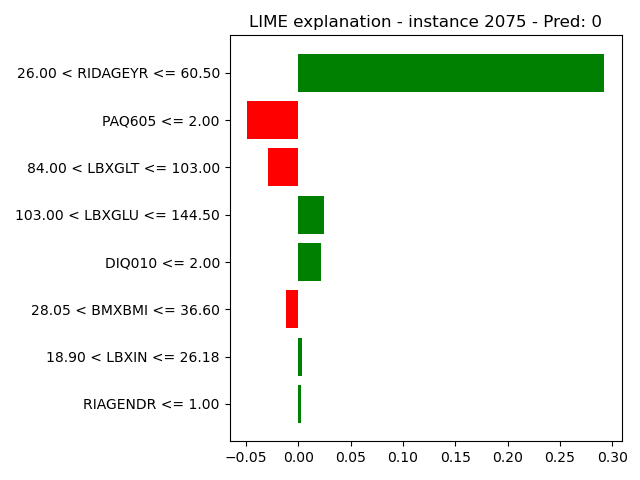 LIME explanation - instance 2075 - Pred: 0
26.00 < RIDAGEYR <= 60.50
PAQ605 <= 2.00
84.00 < LBXGLT <= 103.00
103.00 < LBXGLU <= 144.50
DIQ010 <= 2.00
28.05 < BMXBMI <= 36.60
18.90 < LBXIN <= 26.18
RIAGENDR <= 1.00
−0.05 0.00 0.05 0.10 0.15 0.20 0.25 0.30